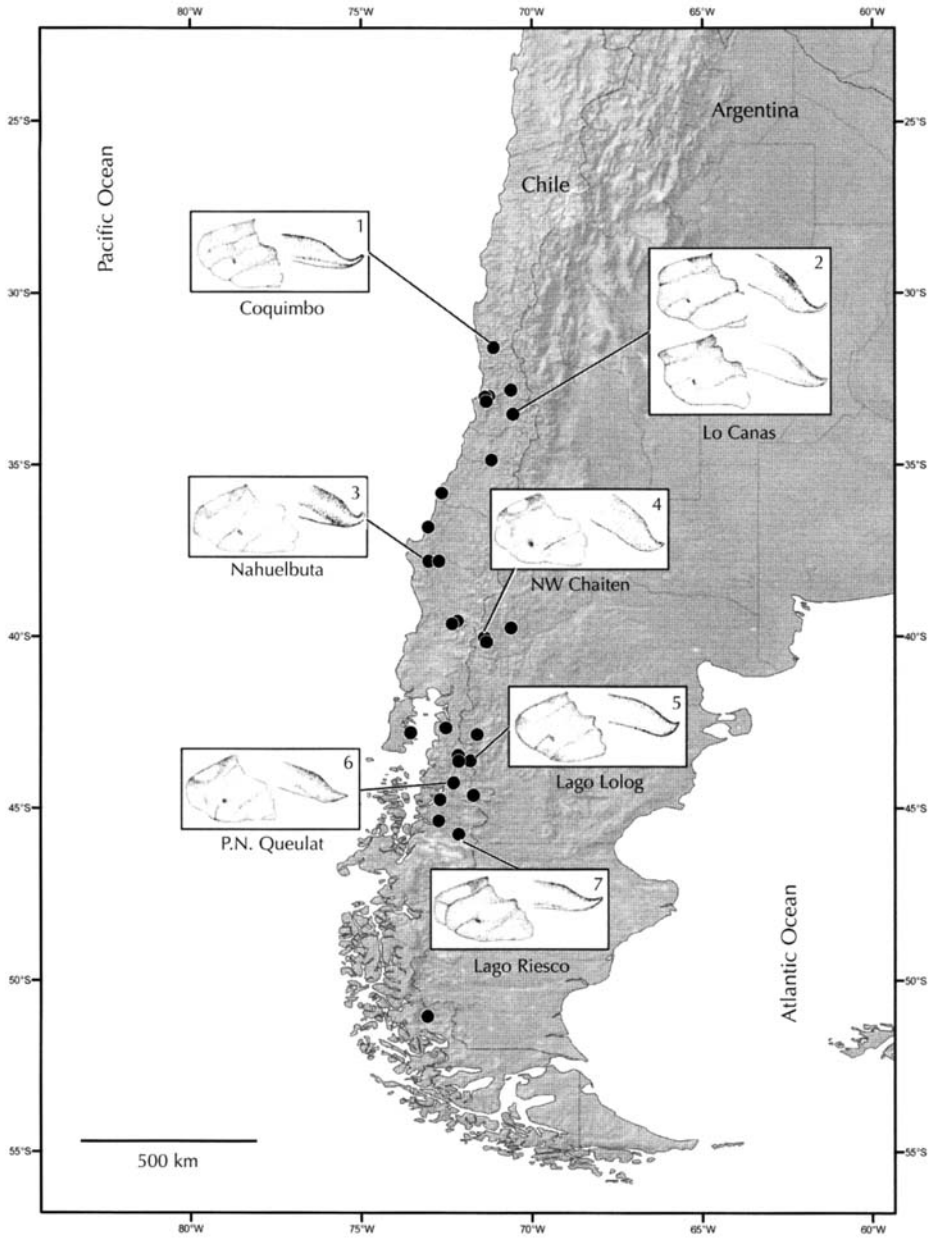 80°W 75°W 70°W 65°W 60°W
25°S 25°S
Argentina
Chile
Pacific Ocean
1
Coquimbo
2
Lo Canas
30°S 30°S
35°S 35°S
3
Nahuelbuta
4
NW Chaiten
40°S 40°S
5
Lago Lolog
6
P.N. Queulat
45°S 45°S
7
Lago Riesco
Atlantic Ocean
50°S 50°S
500 km
55°S 55°S
80°W 75°W 70°W 65°W 60°W